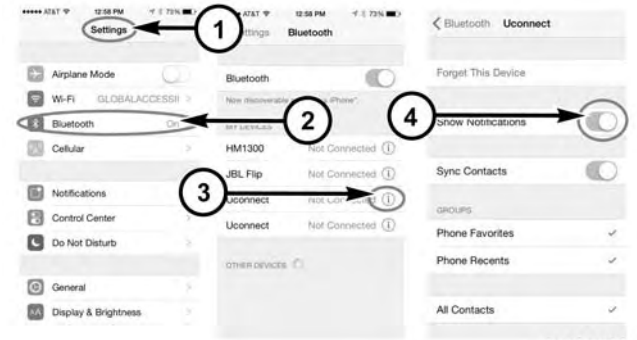 AT&T 12:58 PM 73%
Settings
1
Airplane Mode
Wi-Fi GLOBALACCESSII
Bluetooth On
2
Cellular
Notifications
Control Center
Do Not Disturb
General
Display & Brightness
AT&T 12:58 PM 73%
Settings Bluetooth
Bluetooth
Now discoverable iPhone".
MY DEVICES
HM1300 Not Connected
JBL Flip Not Connected
3
Uconnect Not Connected
Uconnect Not Connected
OTHER DEVICES
Bluetooth Uconnect
Forget This Device
4
Show Notifications
Sync Contacts
GROUPS
Phone Favorites
Phone Recents
All Contacts